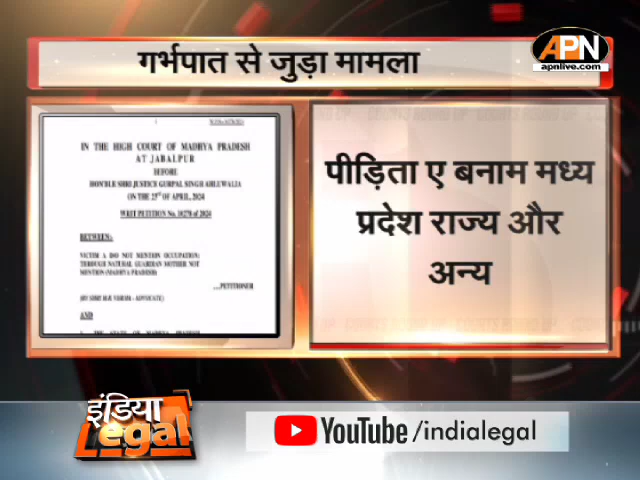 गर्भपात से जुड़ा मामला
APN
apnlive.com
IN THE HIGH COURT OF MADHYA PRADESH
AT JABALPUR
BEFORE
HON'BLE SHRI JUSTICE GURPAL SINGH AHLUWALIA
ON THE 23rd OF APRIL, 2024
WRIT PETITION No. 10278 of 2024
BETWEEN:
VICTIM A DO NOT MENTION OCCUPATION:
THROUGH NATURAL GUARDIAN MOTHER NOT
MENTION (MADHYA PRADESH)
.....PETITIONER
AND
पीड़िता ए बनाम मध्य
प्रदेश राज्य और
अन्य
इंडिया
Legal
YouTube /indialegal